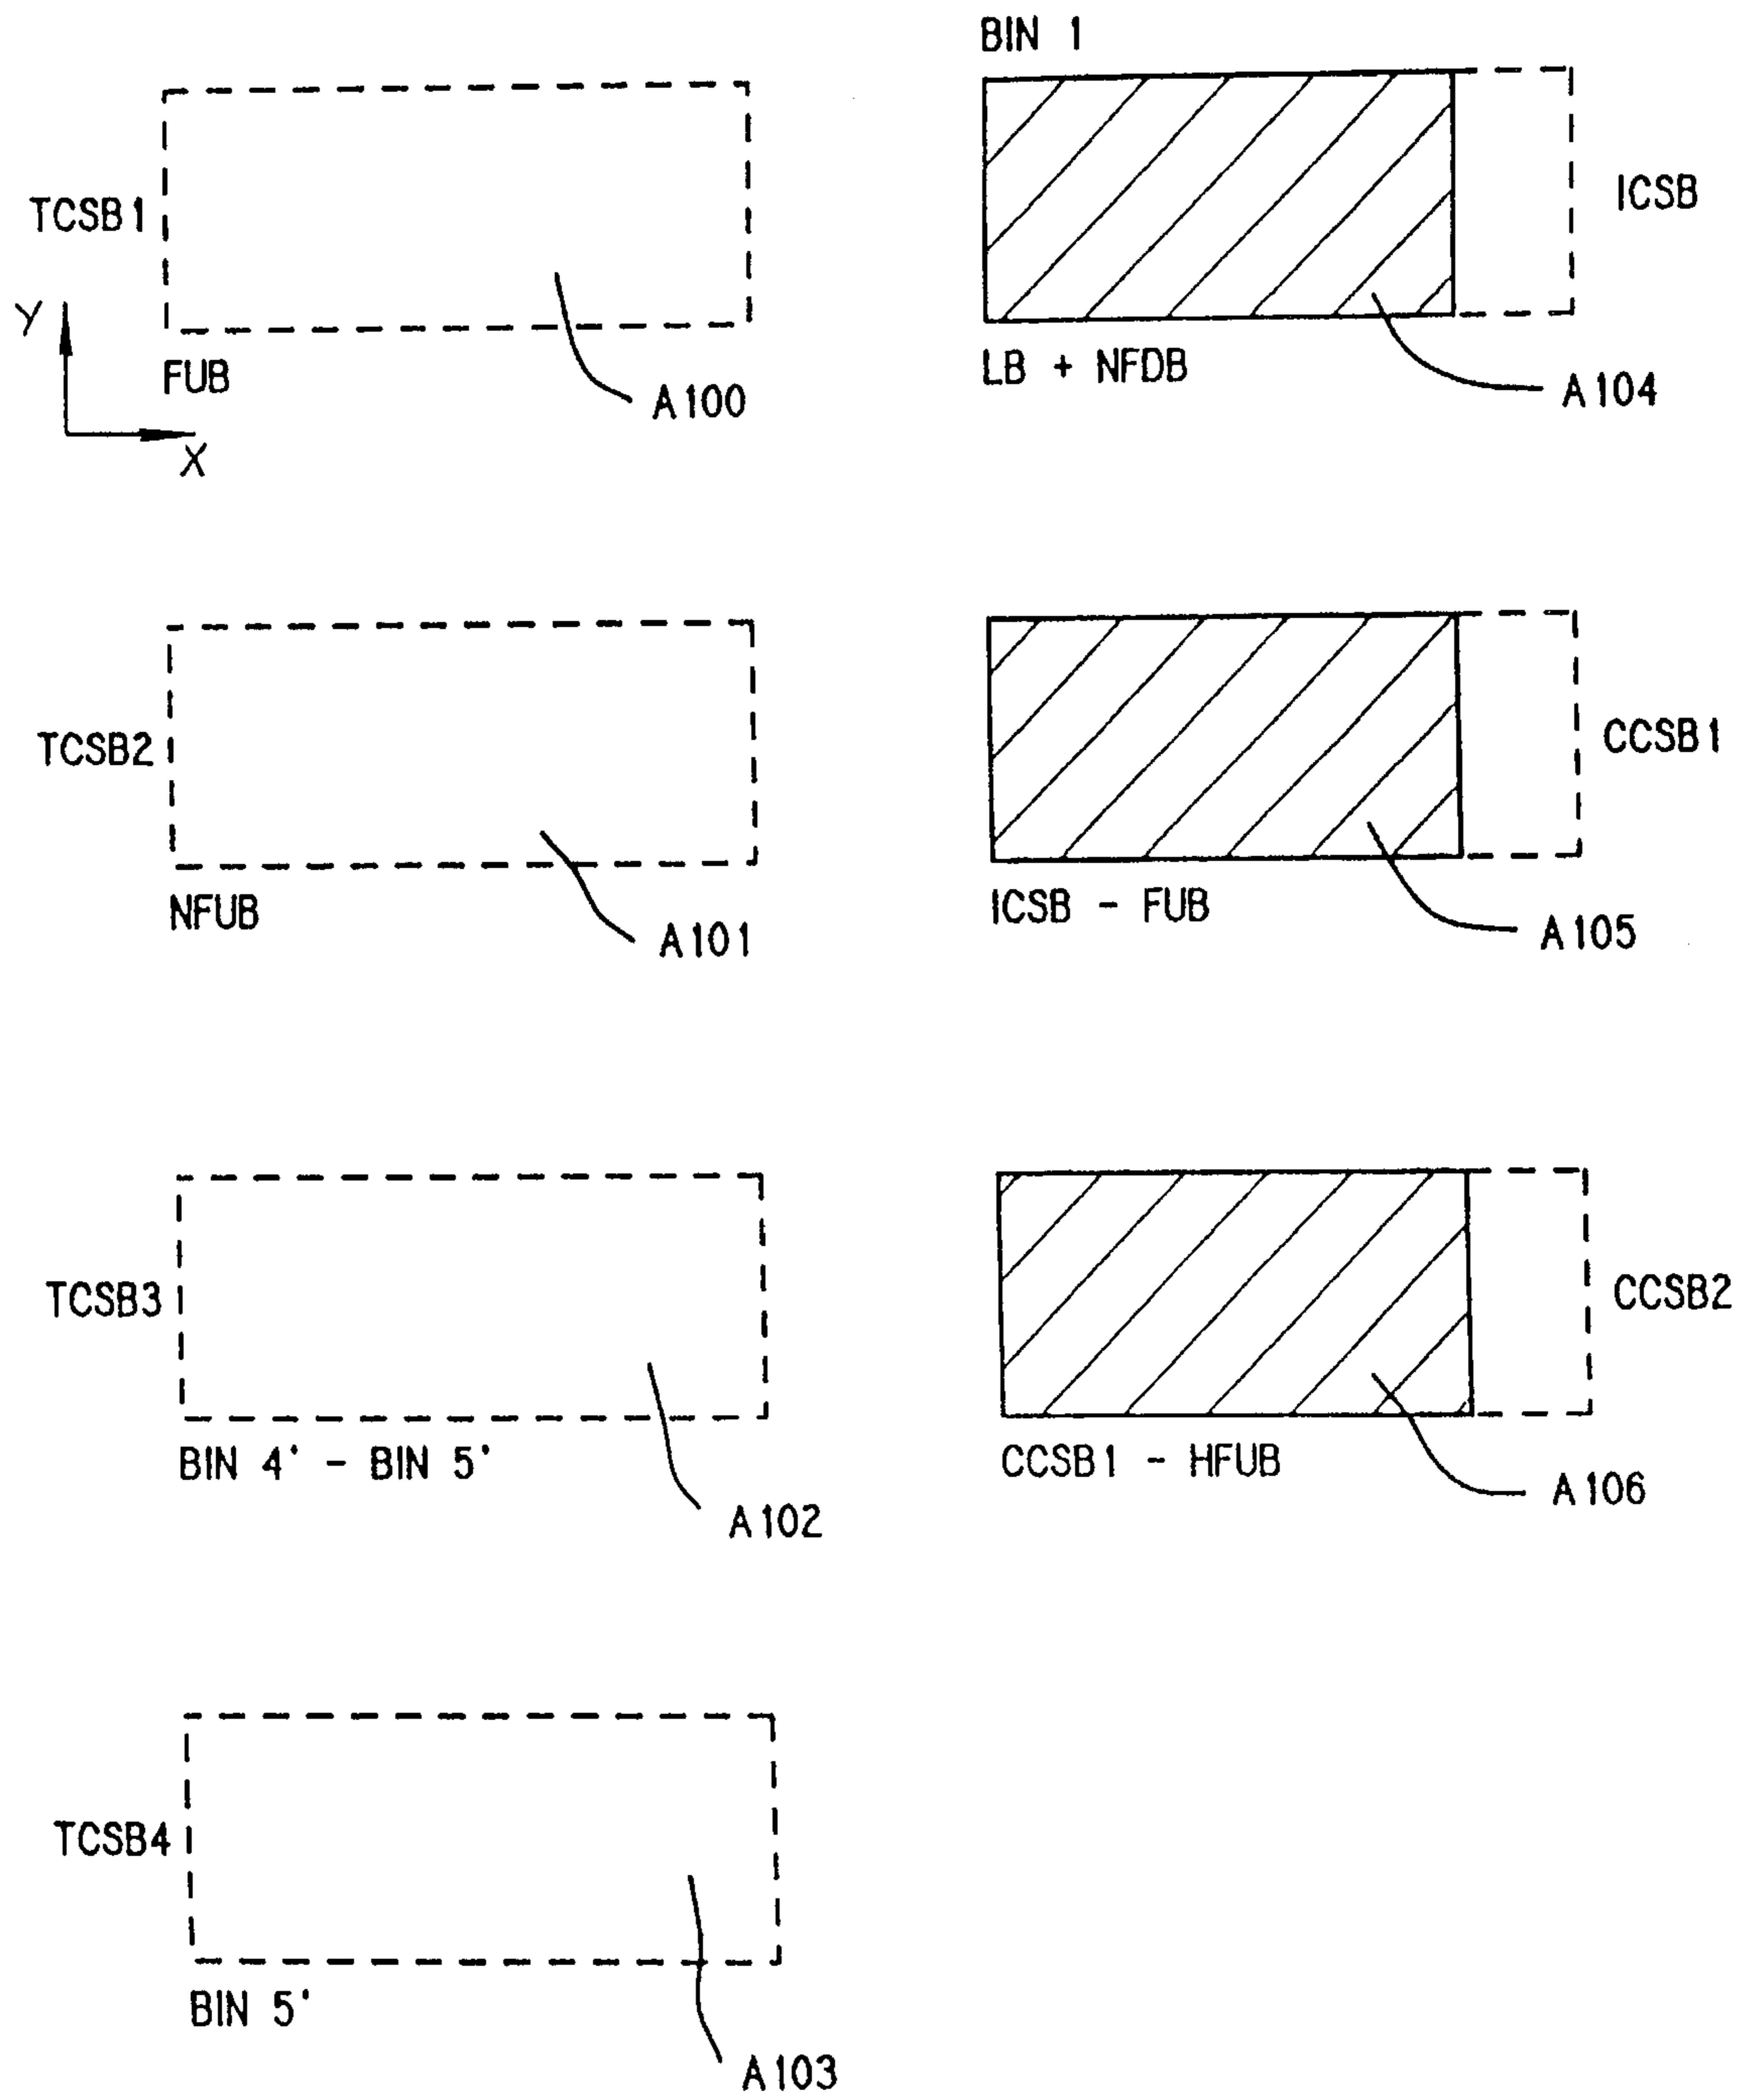 BIN 1
TCSB1
ICSB
Y
X
FUB
A100
LB + NFDB
A104
TCSB2
CCSB1
NFUB
A101
ICSB - FUB
A105
TCSB3
CCSB2
BIN 4' - BIN 5'
A102
CCSB1 - HFUB
A106
TCSB4
BIN 5'
A103